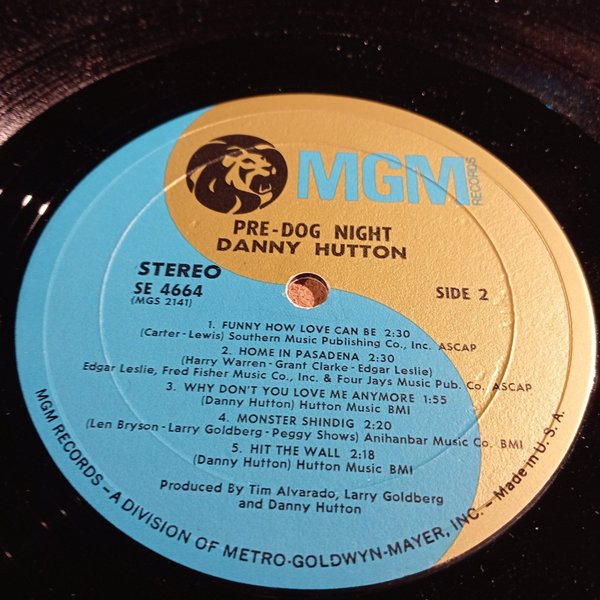 MGM
RECORDS
PRE-DOG NIGHT
DANNY HUTTON
STEREO
SE 4664
(MGS 2141)
SIDE 2
1. FUNNY HOW LOVE CAN BE 2:30
(Carter-Lewis) Southern Music Publishing Co., Inc. ASCAP
2. HOME IN PASADENA 2:30
(Harry Warren-Grant Clarke-Edgar Leslie)
Edgar Leslie, Fred Fisher Music Co., Inc. & Four Jays Music Pub. Co. ASCAP
3. WHY DON'T YOU LOVE ME ANYMORE 1:55
(Danny Hutton) Hutton Music BMI
4. MONSTER SHINDIG 2:20
(Len Bryson-Larry Goldberg-Peggy Shows) Anihanbar Music Co. BMI
5. HIT THE WALL 2:18
(Danny Hutton) Hutton Music BMI
Produced By Tim Alvarado, Larry Goldberg
and Danny Hutton
MGM RECORDS - A DIVISION OF METRO-GOLDWYN-MAYER, INC. - Made in U. S. A.